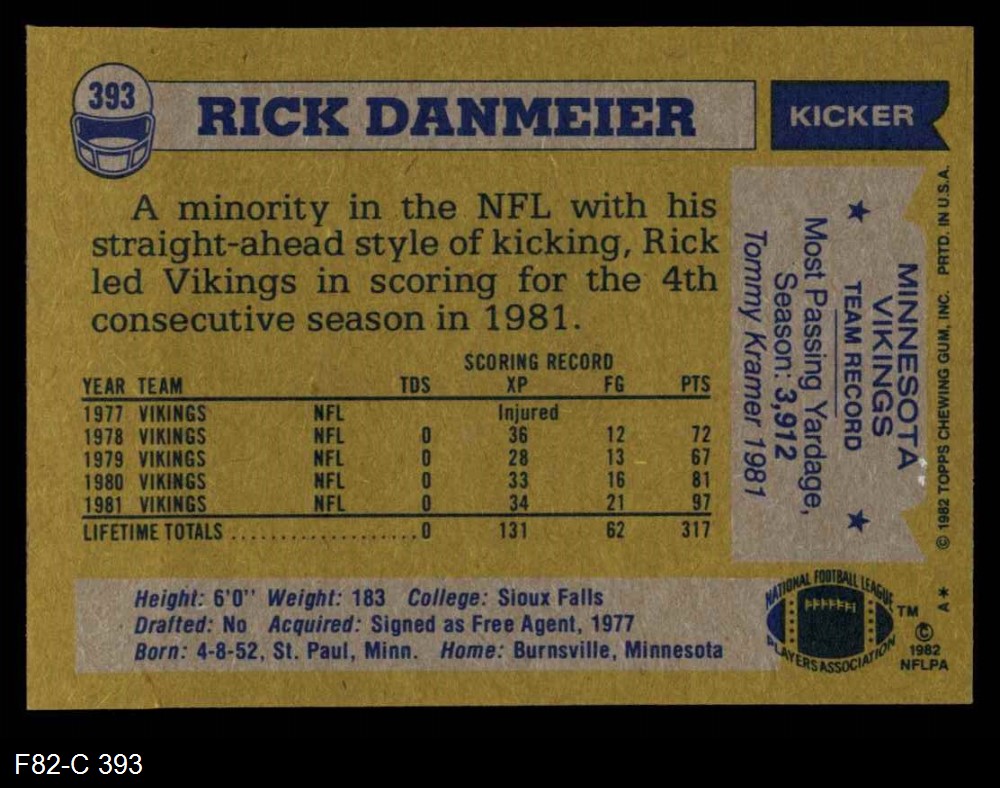 393
RICK DANMEIER
KICKER
A minority in the NFL with his
straight-ahead style of kicking, Rick
led Vikings in scoring for the 4th
consecutive season in 1981.
SCORING RECORD
YEAR TEAM TDS XP FG PTS
1977 VIKINGS NFL Injured
1978 VIKINGS NFL 0 36 12 72
1979 VIKINGS NFL 0 28 13 67
1980 VIKINGS NFL 0 33 16 81
1981 VIKINGS NFL 0 34 21 97
LIFETIME TOTALS ................... 0 131 62 317
MINNESOTA
VIKINGS
★ TEAM RECORD ★
Most Passing Yardage,
Season: 3,912
Tommy Kramer 1981
© 1982 TOPPS CHEWING GUM, INC. PRTD. IN U.S.A.
Height: 6'0" Weight: 183 College: Sioux Falls
Drafted: No Acquired: Signed as Free Agent, 1977
Born: 4-8-52, St. Paul, Minn. Home: Burnsville, Minnesota
NATIONAL FOOTBALL LEAGUE
PLAYERS ASSOCIATION
TM
A*
©
1982
NFLPA
F82-C 393